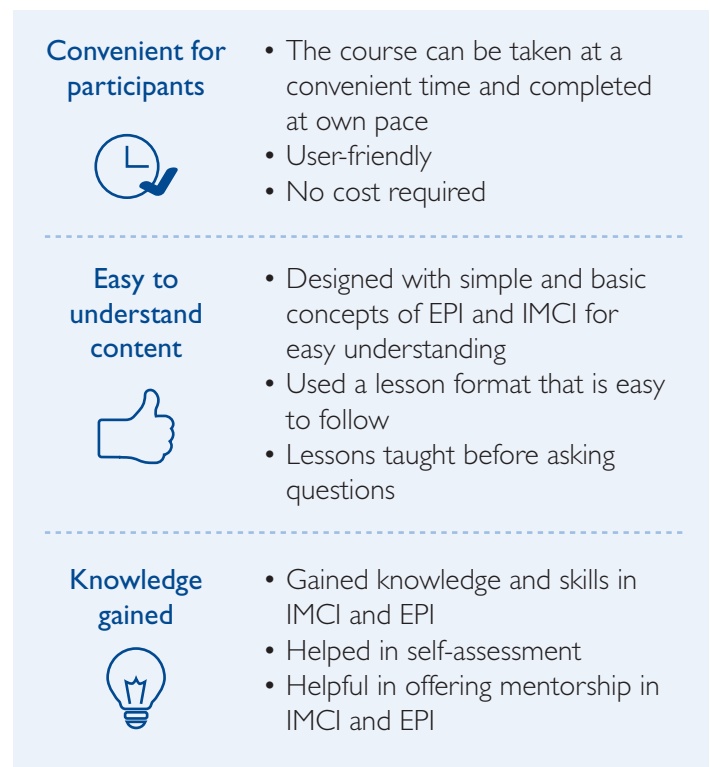 Convenient for
participants
• The course can be taken at a
convenient time and completed
at own pace
• User-friendly
• No cost required
Easy to
understand
content
• Designed with simple and basic
concepts of EPI and IMCI for
easy understanding
• Used a lesson format that is easy
to follow
• Lessons taught before asking
questions
Knowledge
gained
• Gained knowledge and skills in
IMCI and EPI
• Helped in self-assessment
• Helpful in offering mentorship in
IMCI and EPI